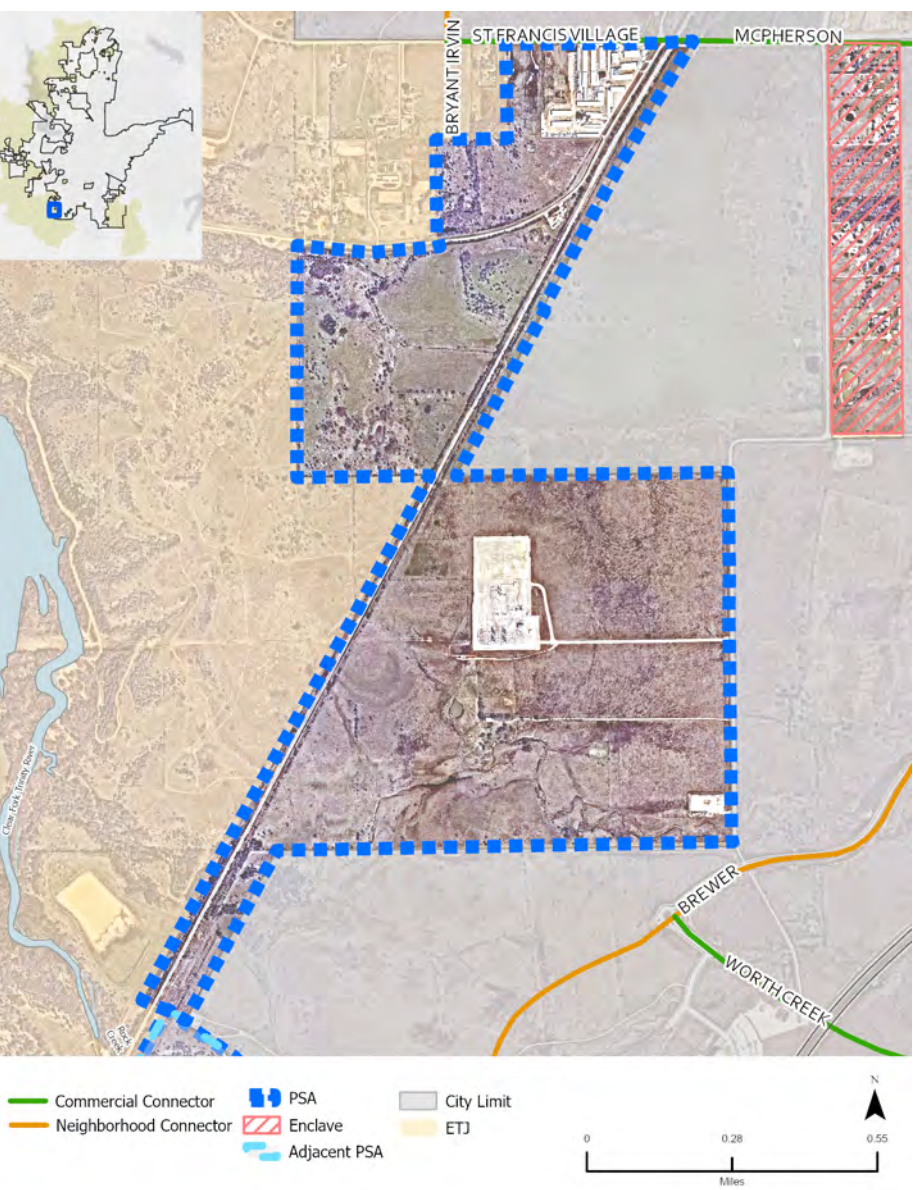 ST FRANCIS VILLAGE
MCPHERSON
BRYANT IRVIN
Clear Fork Trinity River
BREWER
WORTH CREEK
Rock Creek
Commercial Connector
Neighborhood Connector
PSA
Enclave
Adjacent PSA
City Limit
ETJ
N
0
0.28
0.55
Miles